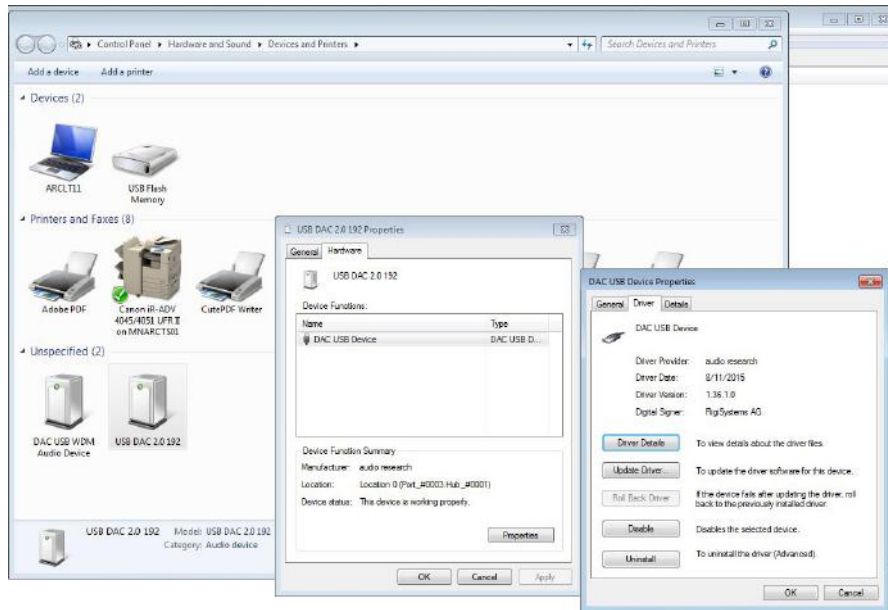 Control Panel ▸ Hardware and Sound ▸ Devices and Printers ▸
Search Devices and Printers
Add a device Add a printer
Devices (2)
ARCLT11
USB Flash
Memory
Printers and Faxes (8)
Adobe PDF
Canon iR-ADV
4045/4051 UFR II
on MNARCTS01
CutePDF Writer
Unspecified (2)
DAC USB WDM
Audio Device
USB DAC 2.0 192
USB DAC 2.0 192 Model: USB DAC 2.0 192
Category: Audio device
USB DAC 2.0 192 Properties
General Hardware
USB DAC 2.0 192
Device Functions:
Name Type
DAC USB Device DAC USB D...
Device Function Summary
Manufacturer: audio research
Location: Location 0 (Port_#0003.Hub_#0001)
Device status: This device is working properly.
Properties
OK Cancel Apply
DAC USB Device Properties
General Driver Details
DAC USB Device
Driver Provider: audio research
Driver Date: 8/11/2015
Driver Version: 1.36.1.0
Digital Signer: RigiSystems AG
Driver Details To view details about the driver files.
Update Driver... To update the driver software for this device.
Roll Back Driver If the device fails after updating the driver, roll
back to the previously installed driver.
Disable Disables the selected device.
Uninstall To uninstall the driver (Advanced).
OK Cancel